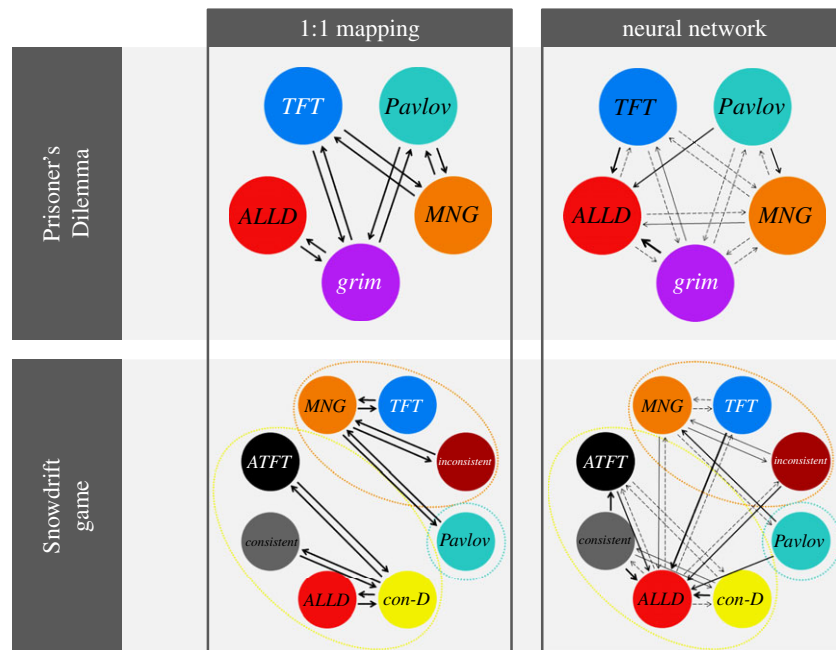 1:1 mapping
neural network
Prisoner's
Dilemma
TFT
Pavlov
ALLD
MNG
grim
TFT
Pavlov
ALLD
MNG
grim
Snowdrift
game
MNG
TFT
ATFT
inconsistent
consistent
Pavlov
ALLD
con-D
MNG
TFT
ATFT
inconsistent
consistent
Pavlov
ALLD
con-D